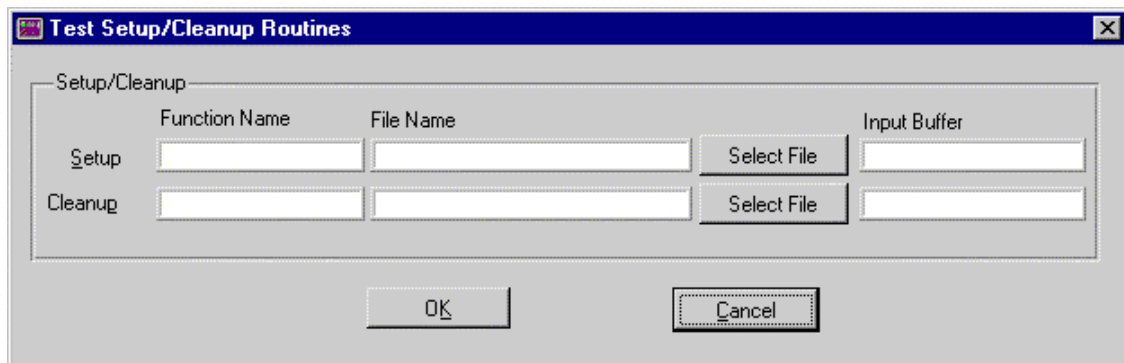 Test Setup/Cleanup Routines
Setup/Cleanup
Function Name File Name Input Buffer
Setup Select File
Cleanup Select File
OK Cancel